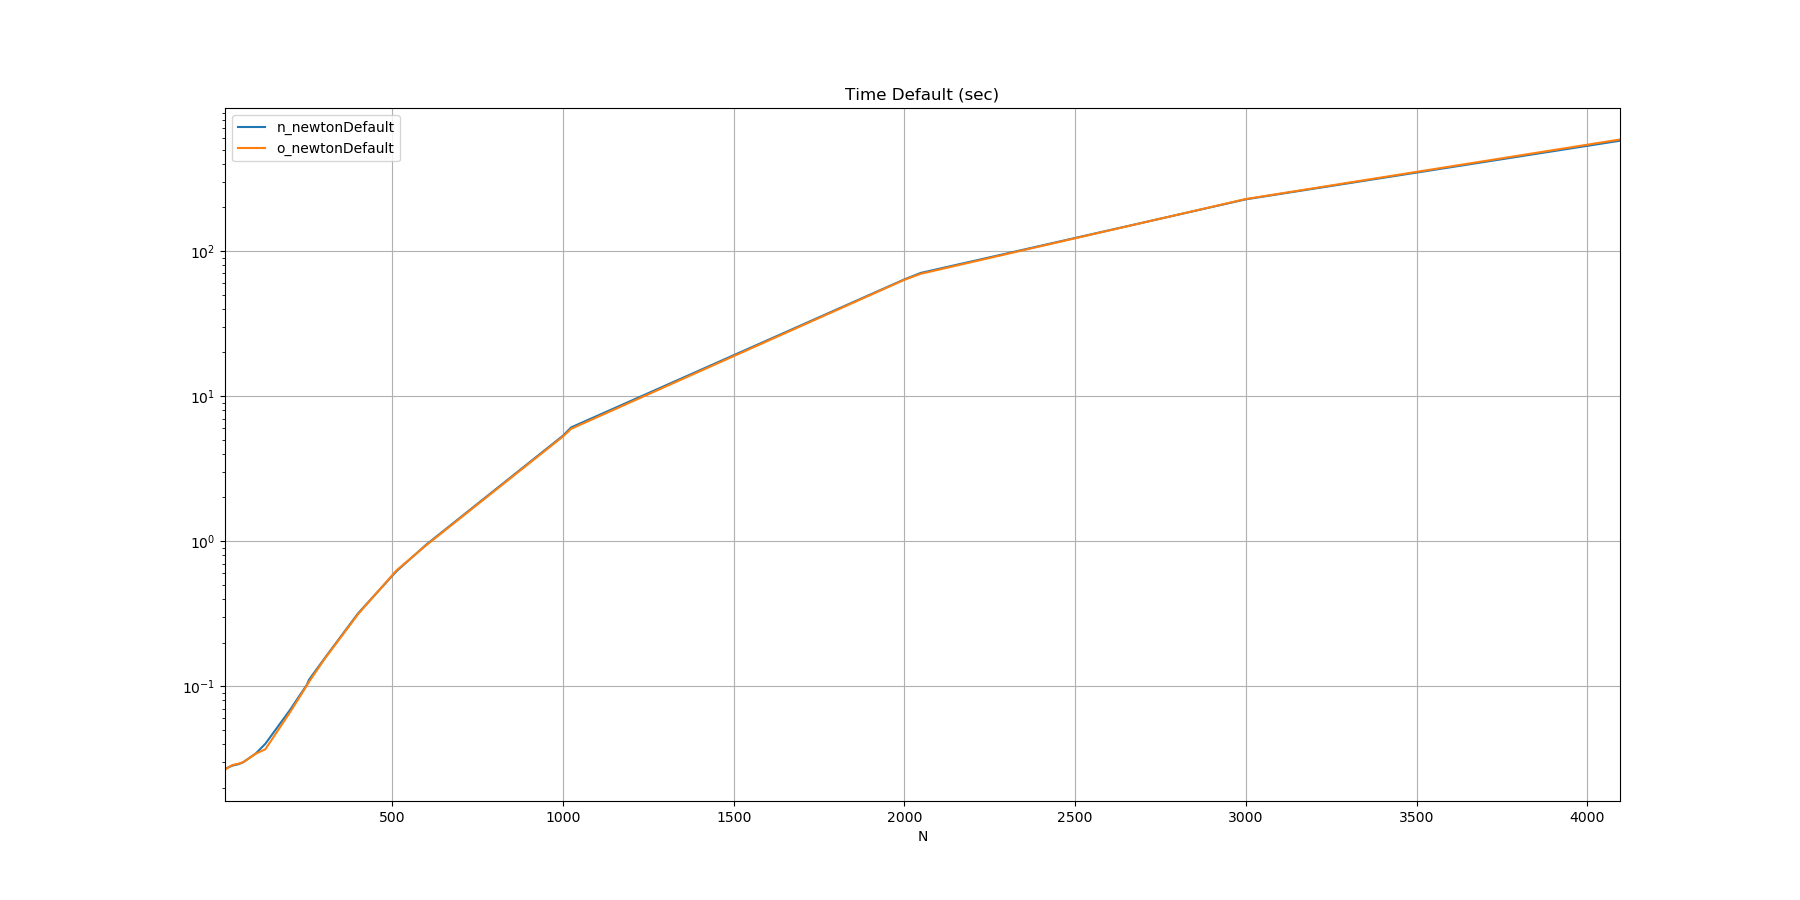 Time Default (sec)
n_newtonDefault
o_newtonDefault
10²
10¹
10⁰
10⁻¹
500 1000 1500 2000 2500 3000 3500 4000
N